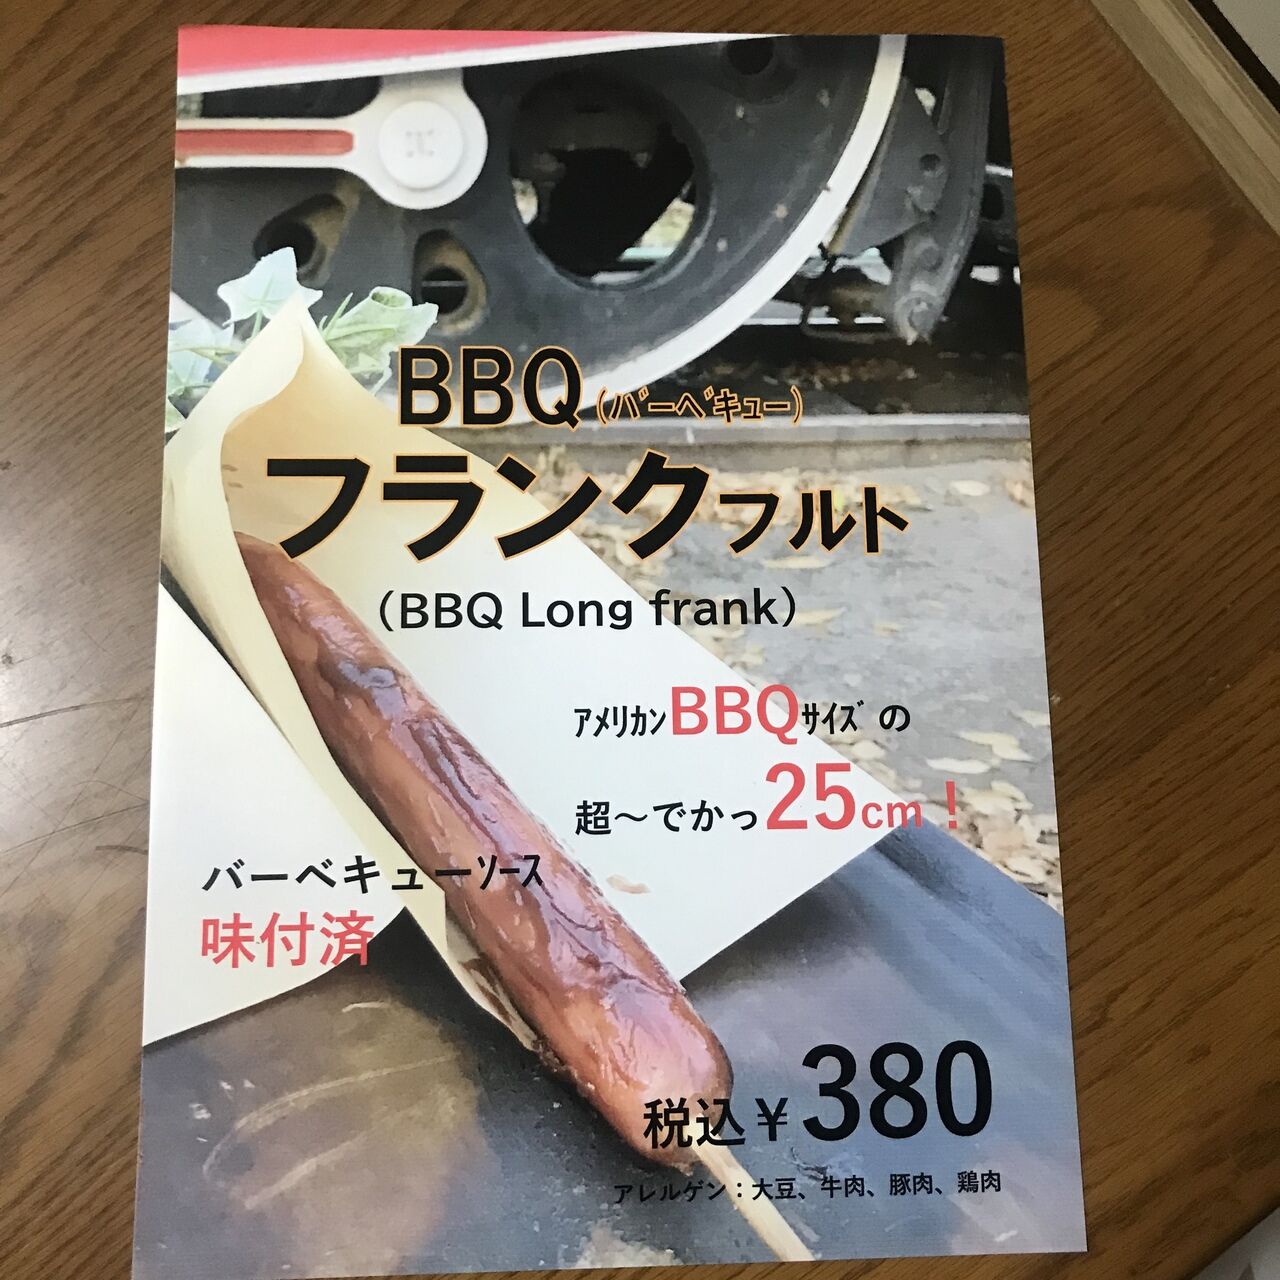 BBQ(ﾊﾞｰﾍﾞｷｭｰ)
フランクフルト
(BBQ Long frank)
ｱﾒﾘｶﾝBBQｻｲｽﾞの
超～でかっ25cm！
バーベキューｿｰｽ
味付済
税込￥380
アレルゲン：大豆、牛肉、豚肉、鶏肉